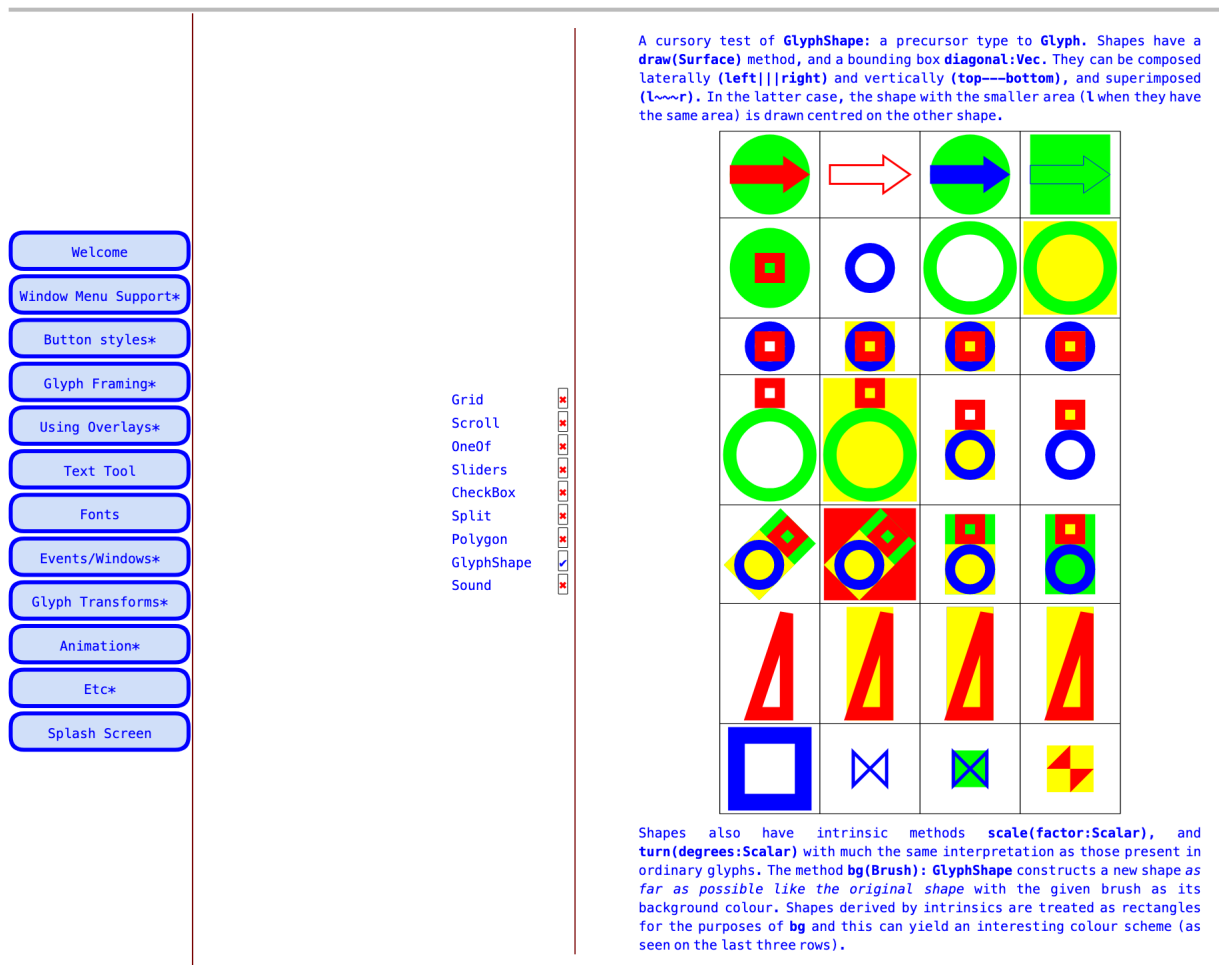 Welcome
Window Menu Support*
Button styles*
Glyph Framing*
Using Overlays*
Text Tool
Fonts
Events/Windows*
Glyph Transforms*
Animation*
Etc*
Splash Screen
Grid ✖
Scroll ✖
OneOf ✖
Sliders ✖
CheckBox ✖
Split ✖
Polygon ✖
GlyphShape ✔
Sound ✖
A cursory test of GlyphShape: a precursor type to Glyph. Shapes have a
draw(Surface) method, and a bounding box diagonal:Vec. They can be composed
laterally (left|||right) and vertically (top---bottom), and superimposed
(l~~~r). In the latter case, the shape with the smaller area (l when they have
the same area) is drawn centred on the other shape.
Shapes also have intrinsic methods scale(factor:Scalar), and
turn(degrees:Scalar) with much the same interpretation as those present in
ordinary glyphs. The method bg(Brush): GlyphShape constructs a new shape as
far as possible like the original shape with the given brush as its
background colour. Shapes derived by intrinsics are treated as rectangles
for the purposes of bg and this can yield an interesting colour scheme (as
seen on the last three rows).